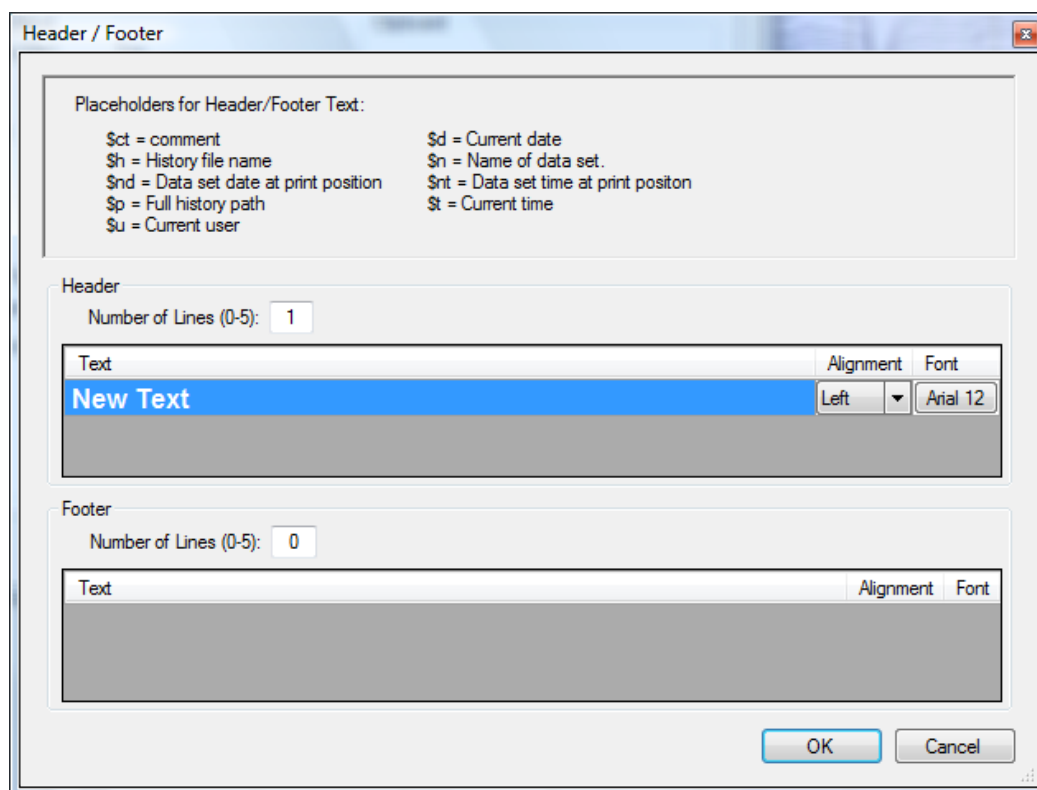 Header / Footer
Placeholders for Header/Footer Text:
$ct = comment $d = Current date
$h = History file name $n = Name of data set.
$nd = Data set date at print position $nt = Data set time at print positon
$p = Full history path $t = Current time
$u = Current user
Header
Number of Lines (0-5): 1
Text Alignment Font
New Text Left Arial 12
Footer
Number of Lines (0-5): 0
Text Alignment Font
OK Cancel